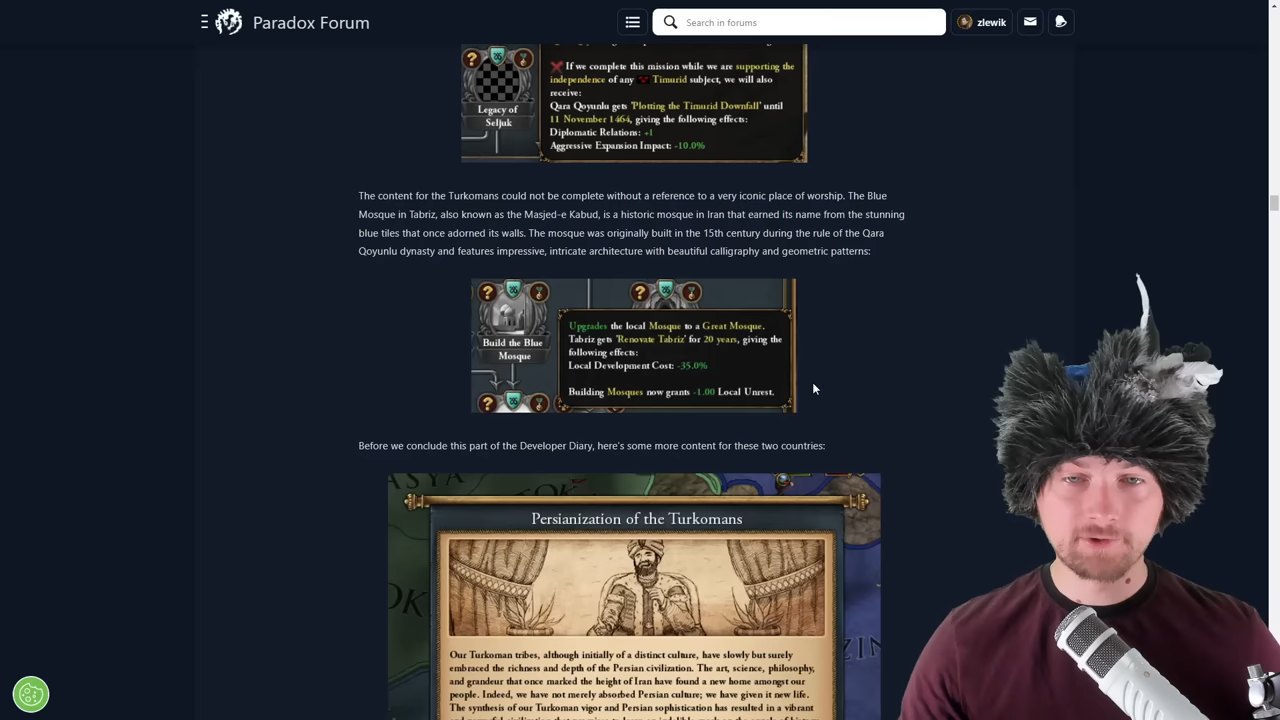 Paradox Forum
Search in forums
zlewik
If we complete this mission while we are supporting the
independence of any Timurid subject, we will also
receive:
Qara Qoyunlu gets 'Plotting the Timurid Downfall' until
11 November 1464, giving the following effects:
Diplomatic Relations: +1
Aggressive Expansion Impact: -10.0%
Legacy of
Seljuk
The content for the Turkomans could not be complete without a reference to a very iconic place of worship. The Blue
Mosque in Tabriz, also known as the Masjed-e Kabud, is a historic mosque in Iran that earned its name from the stunning
blue tiles that once adorned its walls. The mosque was originally built in the 15th century during the rule of the Qara
Qoyunlu dynasty and features impressive, intricate architecture with beautiful calligraphy and geometric patterns:
Build the Blue
Mosque
Upgrades the local Mosque to a Great Mosque.
Tabriz gets 'Renovate Tabriz' for 20 years, giving the
following effects:
Local Development Cost: -35.0%
Building Mosques now grants -1.00 Local Unrest.
Before we conclude this part of the Developer Diary, here's some more content for these two countries:
Persianization of the Turkomans
Our Turkoman tribes, although initially of a distinct culture, have slowly but surely
embraced the richness and depth of the Persian civilization. The art, science, philosophy,
and grandeur that once marked the height of Iran have found a new home amongst our
people. Indeed, we have not merely absorbed Persian culture; we have given it new life.
The synthesis of our Turkoman vigor and Persian sophistication has resulted in a vibrant